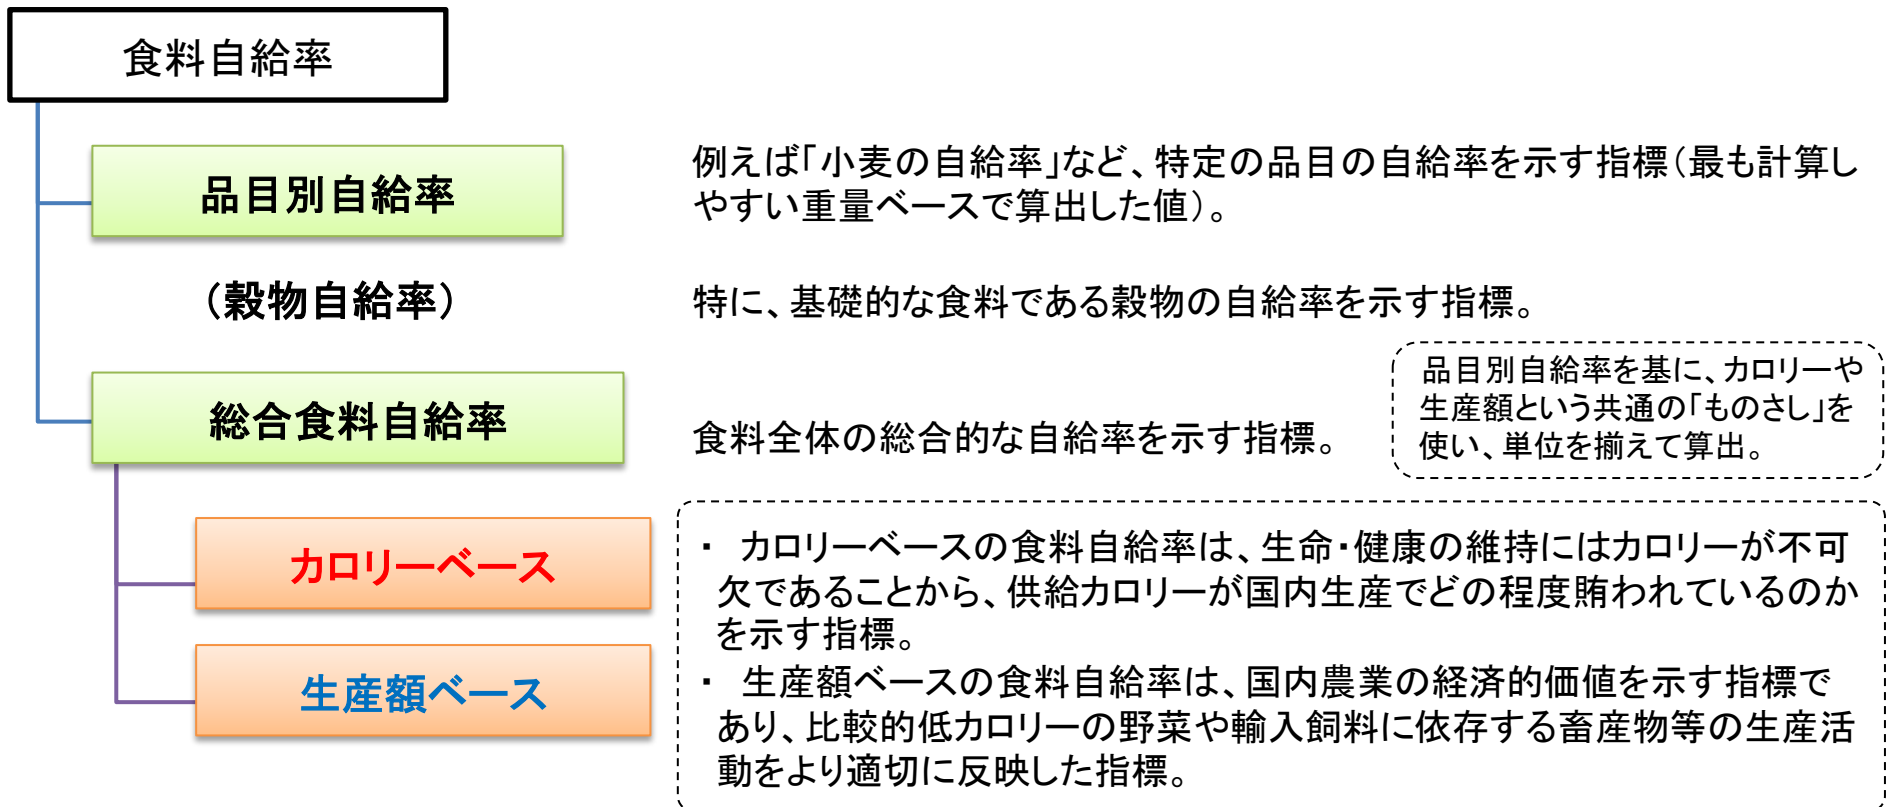 食料自給率
品目別自給率
例えば「小麦の自給率」など、特定の品目の自給率を示す指標（最も計算し
やすい重量ベースで算出した値）。
（穀物自給率）
特に、基礎的な食料である穀物の自給率を示す指標。
総合食料自給率
食料全体の総合的な自給率を示す指標。
品目別自給率を基に、カロリーや
生産額という共通の「ものさし」を
使い、単位を揃えて算出。
カロリーベース
生産額ベース
・ カロリーベースの食料自給率は、生命・健康の維持にはカロリーが不可
欠であることから、供給カロリーが国内生産でどの程度賄われているのか
を示す指標。
・ 生産額ベースの食料自給率は、国内農業の経済的価値を示す指標で
あり、比較的低カロリーの野菜や輸入飼料に依存する畜産物等の生産活
動をより適切に反映した指標。